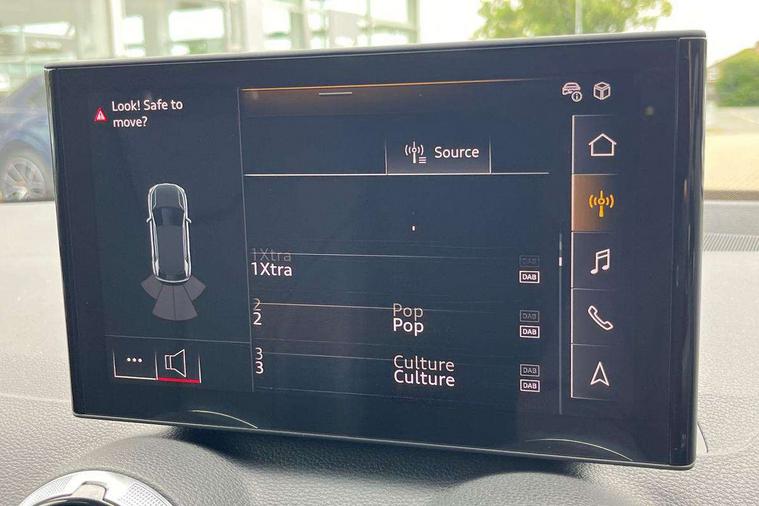 Look! Safe to
move?
Source
1Xtra DAB
1Xtra DAB
2 Pop DAB
2 Pop DAB
3 Culture DAB
3 Culture DAB